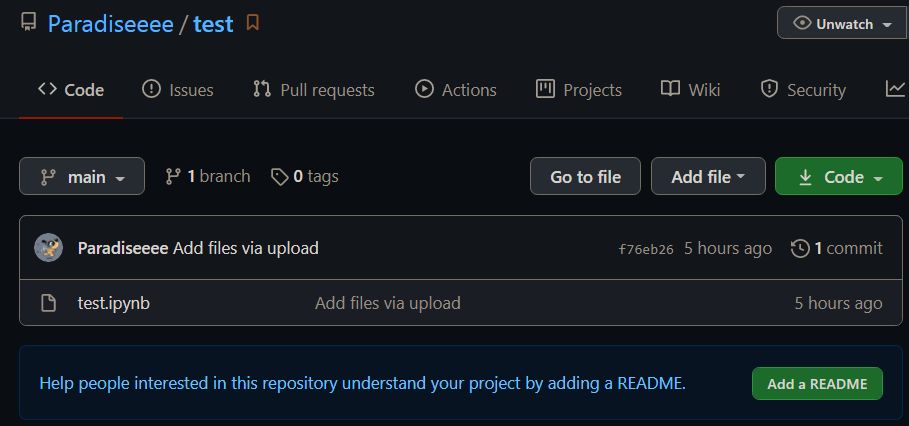 Paradiseeee / test
Unwatch
Code Issues Pull requests Actions Projects Wiki Security
main 1 branch 0 tags Go to file Add file Code
Paradiseeee Add files via upload f76eb26 5 hours ago 1 commit
test.ipynb Add files via upload 5 hours ago
Help people interested in this repository understand your project by adding a README. Add a README